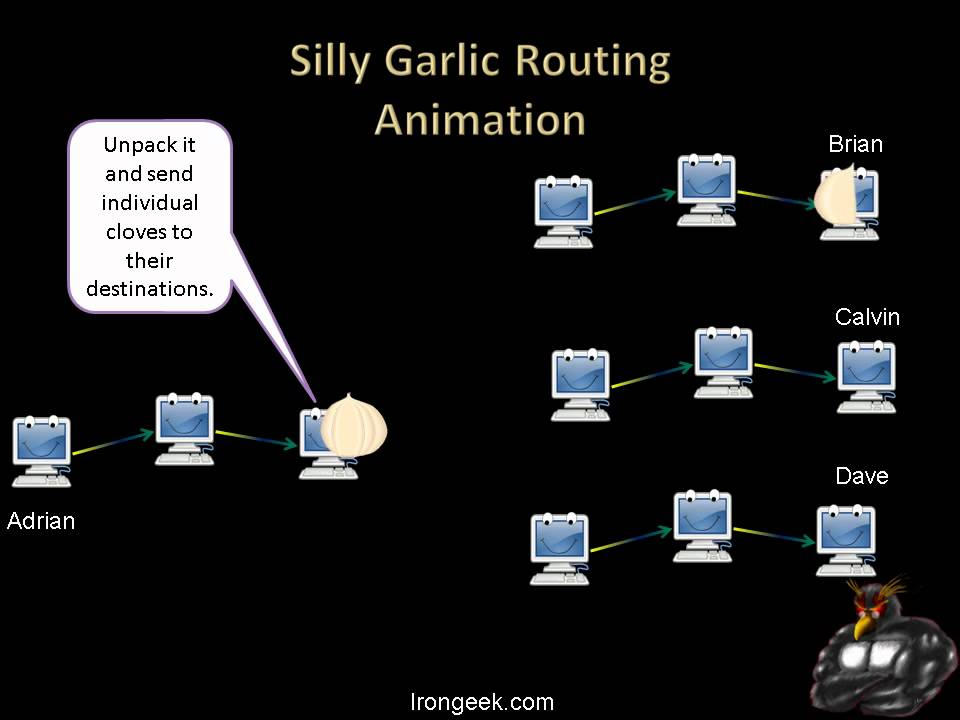 Silly Garlic Routing
Animation
Unpack it
and send
individual
cloves to
their
destinations.
Brian
Calvin
Dave
Adrian
Irongeek.com